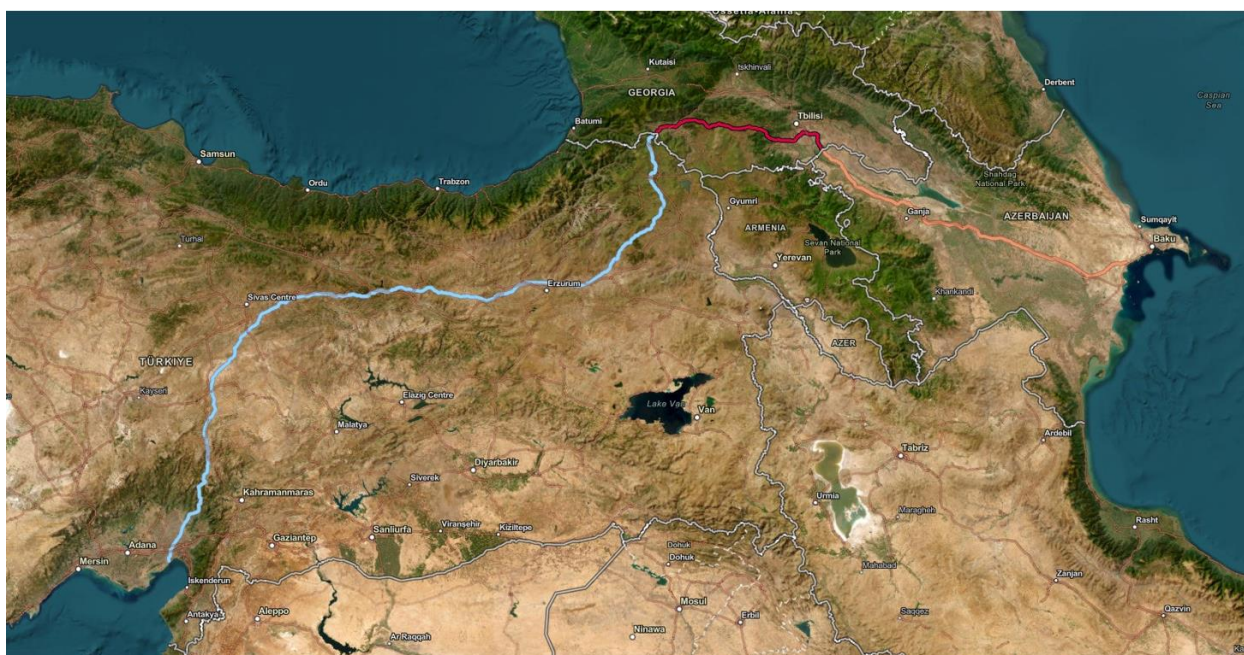 Ossetia-Alania
Kutaisi
tskhinvali
Derbent
Caspian
Sea
GEORGIA
Batumi
Tbilisi
Samsun
Ordu
Trabzon
Shahdag
National Park
Turhal
Gyumri
Ganja
AZERBAIJAN
Sumqayit
ARMENIA
Sevan National
Park
Baku
Yerevan
Erzurum
Sivas Centre
Khankandi
TÜRKIYE
AZER
Kayseri
Elazig Centre
Lake Van
Van
Malatya
Ardebil
Tabriz
Diyarbakir
Siverek
Kahramanmaras
Urmia
Maragheh
Rasht
Viranşehir
Kiziltepe
Sanliurfa
Gaziantep
Adana
Mersin
Dohuk
Dohuk
Mahabad
Zanjan
Iskenderun
Antakya
Aleppo
Mosul
Erbil
Saqqez
Qazvin
Ar Raqqah
Ninawa